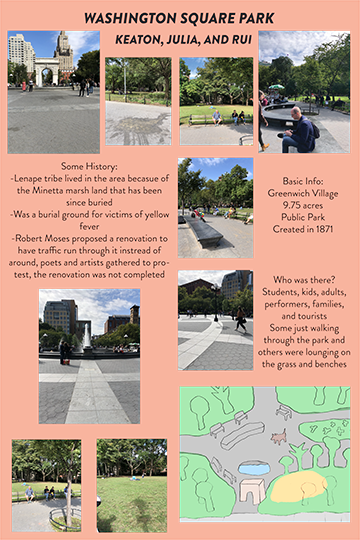 WASHINGTON SQUARE PARK
KEATON, JULIA, AND RUI
Some History:
-Lenape tribe lived in the area becasue of
the Minetta marsh land that has been
since buried
-Was a burial ground for victims of yellow
fever
-Robert Moses proposed a renovation to
have traffic run through it instread of
around, poets and artists gathered to pro-
test, the renovation was not completed
Basic Info:
Greenwich Village
9.75 acres
Public Park
Created in 1871
Who was there?
Students, kids, adults,
performers, families,
and tourists
Some just walking
through the park and
others were lounging on
the grass and benches